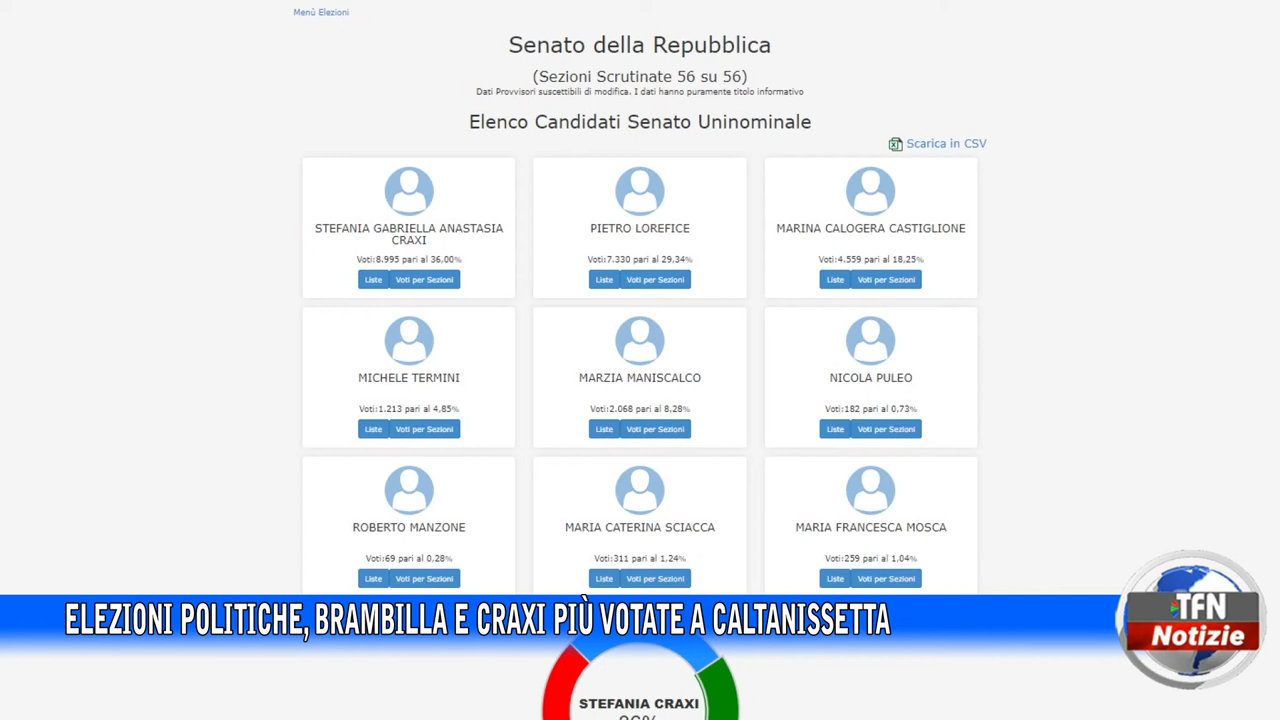 Menù Elezioni
Senato della Repubblica
(Sezioni Scrutinate 56 su 56)
Dati Provvisori suscettibili di modifica. I dati hanno puramente titolo informativo
Elenco Candidati Senato Uninominale
Scarica in CSV
STEFANIA GABRIELLA ANASTASIA
CRAXI
Voti:8.995 pari al 36,00%
Liste Voti per Sezioni
PIETRO LOREFICE
Voti:7.330 pari al 29,34%
Liste Voti per Sezioni
MARINA CALOGERA CASTIGLIONE
Voti:4.559 pari al 18,25%
Liste Voti per Sezioni
MICHELE TERMINI
Voti:1.213 pari al 4,85%
Liste Voti per Sezioni
MARZIA MANISCALCO
Voti:2.068 pari al 8,28%
Liste Voti per Sezioni
NICOLA PULEO
Voti:182 pari al 0,73%
Liste Voti per Sezioni
ROBERTO MANZONE
Voti:69 pari al 0,28%
Liste Voti per Sezioni
MARIA CATERINA SCIACCA
Voti:311 pari al 1,24%
Liste Voti per Sezioni
MARIA FRANCESCA MOSCA
Voti:259 pari al 1,04%
Liste Voti per Sezioni
ELEZIONI POLITICHE, BRAMBILLA E CRAXI PIÙ VOTATE A CALTANISSETTA
TFN
Notizie
STEFANIA CRAXI